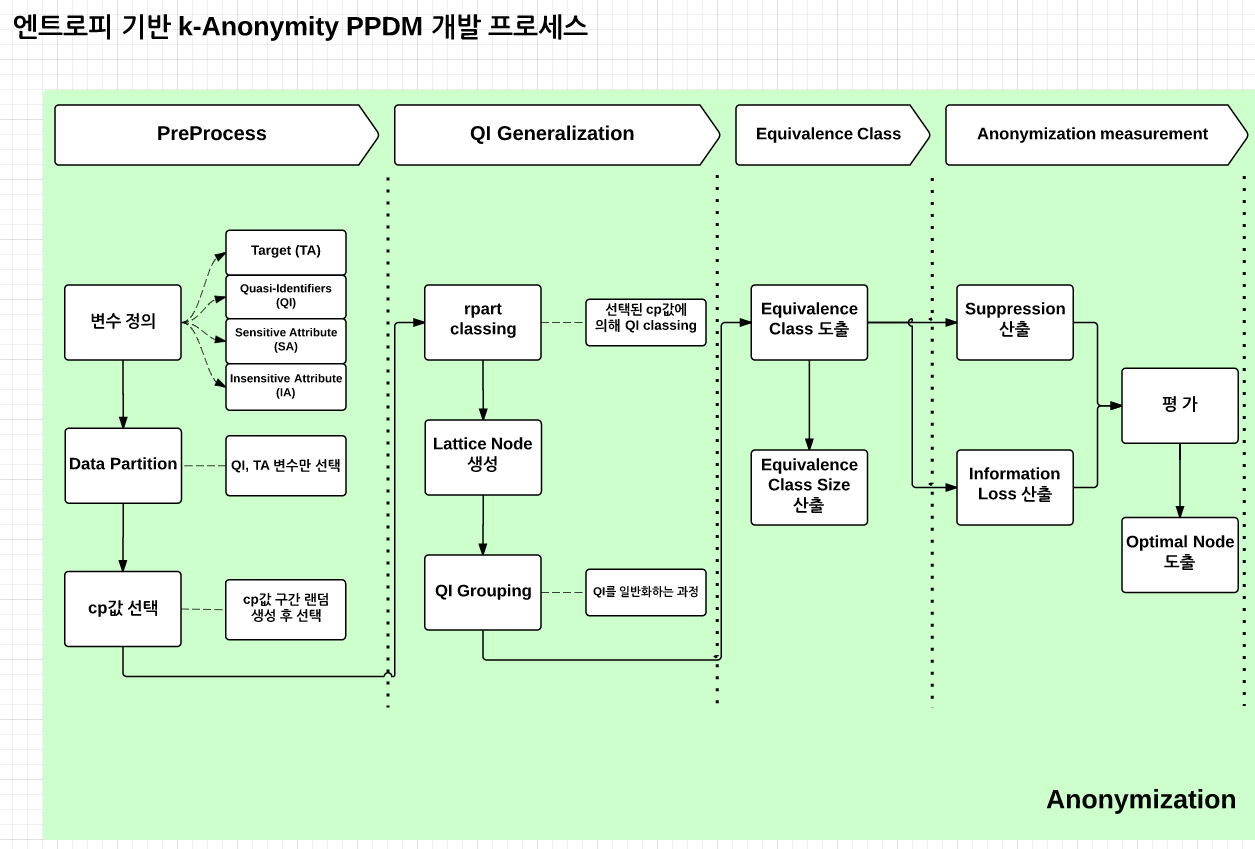 엔트로피 기반 k-Anonymity PPDM 개발 프로세스
PreProcess
QI Generalization
Equivalence Class
Anonymization measurement
변수 정의
Target (TA)
Quasi-Identifiers
(QI)
Sensitive Attribute
(SA)
Insensitive Attribute
(IA)
Data Partition
QI, TA 변수만 선택
cp값 선택
cp값 구간 랜덤
생성 후 선택
rpart
classing
선택된 cp값에
의해 QI classing
Lattice Node
생성
QI Grouping
QI를 일반화하는 과정
Equivalence
Class 도출
Equivalence
Class Size
산출
Suppression
산출
Information
Loss 산출
평 가
Optimal Node
도출
Anonymization